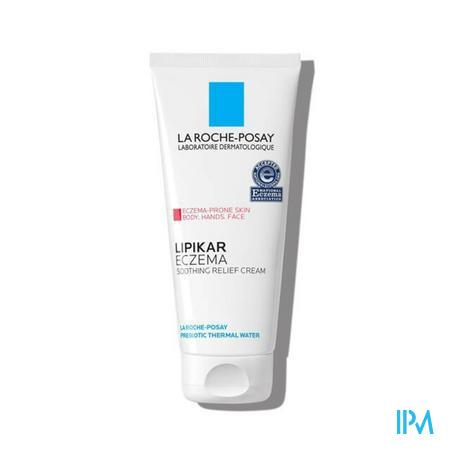 LA ROCHE-POSAY
LABORATOIRE DERMATOLOGIQUE
ACCEPTED
e
NATIONAL
Eczema
ASSOCIATION
ECZEMA-PRONE SKIN
BODY. HANDS. FACE
LIPIKAR
ECZEMA
SOOTHING RELIEF CREAM
LA ROCHE-POSAY
PREBIOTIC THERMAL WATER
IPM